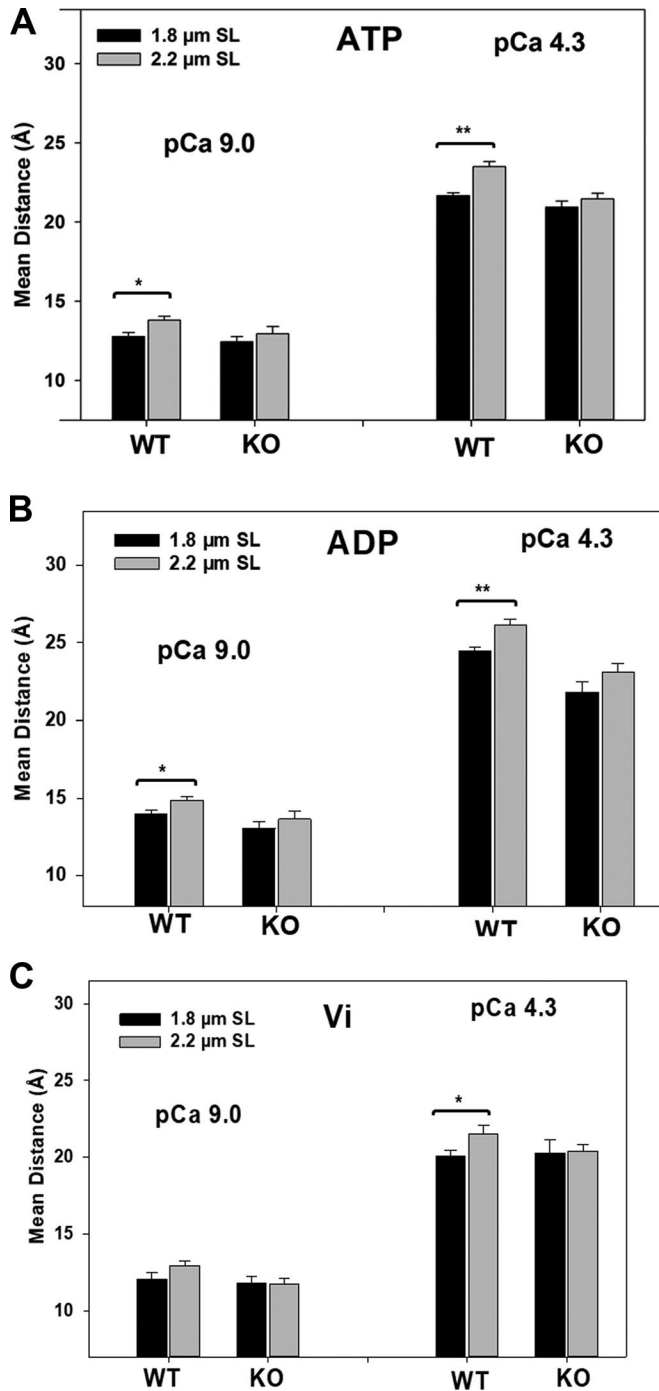 A
1.8 µm SL
2.2 µm SL
ATP
pCa 4.3
pCa 9.0
Mean Distance (Å)
30
25
20
15
10
*
**
WT
KO
WT
KO
B
1.8 µm SL
2.2 µm SL
ADP
pCa 4.3
pCa 9.0
Mean Distance (Å)
30
25
20
15
10
*
**
WT
KO
WT
KO
C
1.8 µm SL
2.2 µm SL
Vi
pCa 4.3
pCa 9.0
Mean Distance (Å)
30
25
20
15
10
*
WT
KO
WT
KO